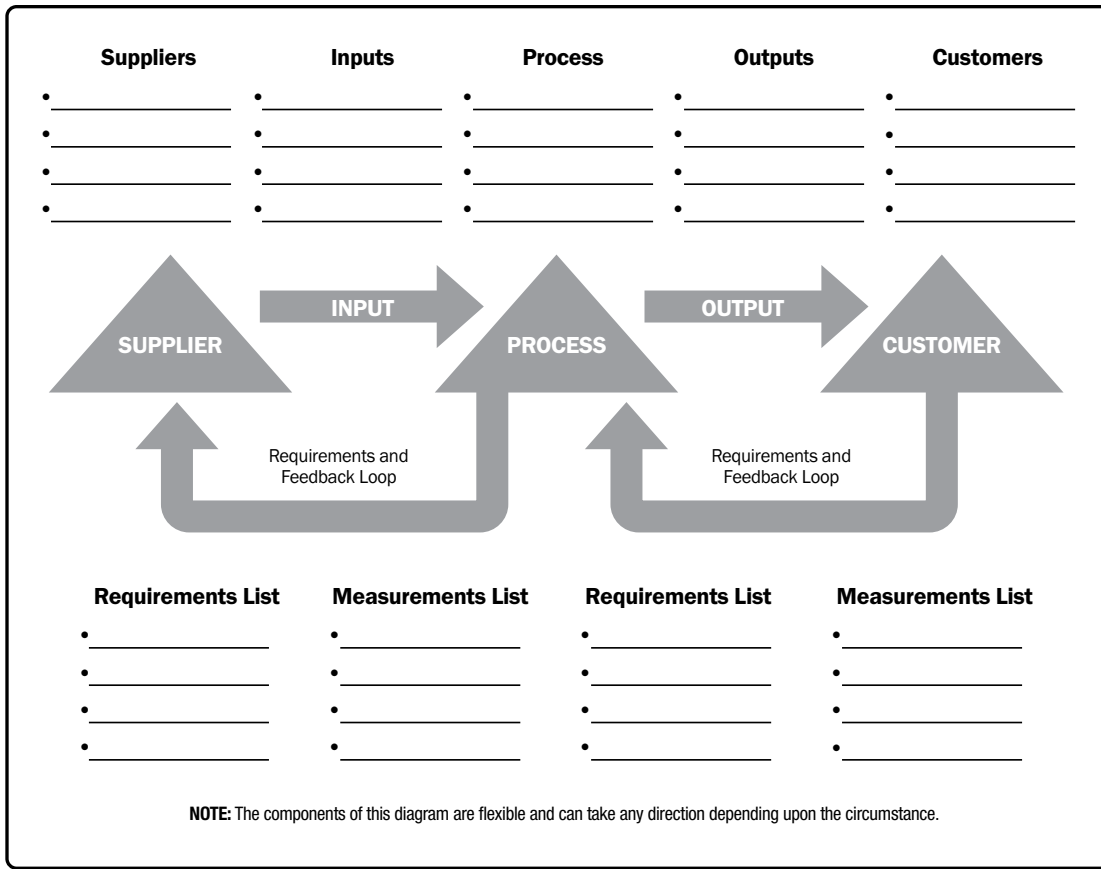 Suppliers
Inputs
Process
Outputs
Customers
INPUT
OUTPUT
SUPPLIER
PROCESS
CUSTOMER
Requirements and
Feedback Loop
Requirements and
Feedback Loop
Requirements List
Measurements List
Requirements List
Measurements List
NOTE: The components of this diagram are flexible and can take any direction depending upon the circumstance.